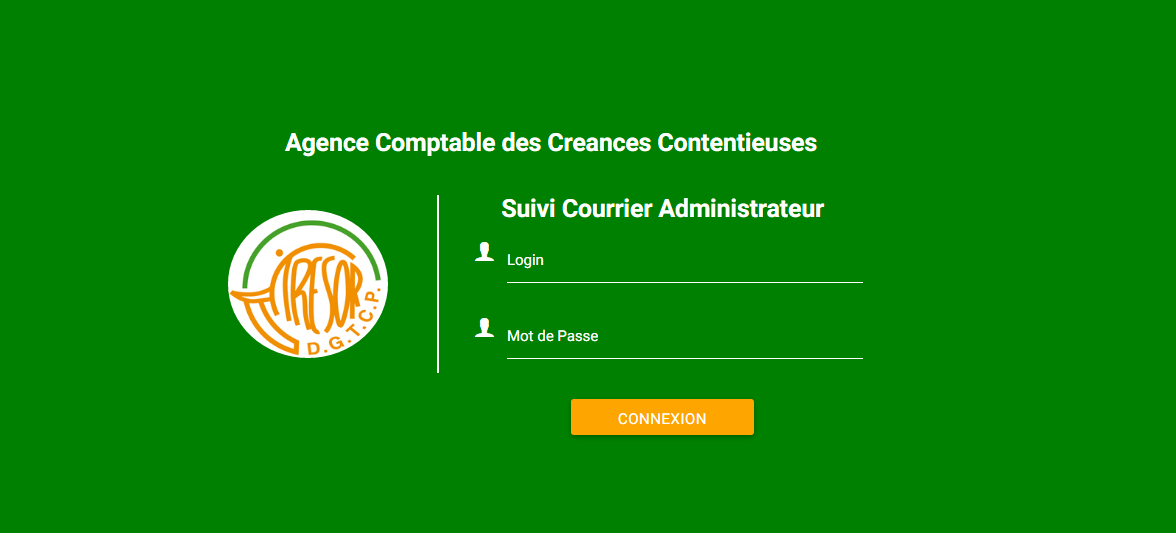 Agence Comptable des Creances Contentieuses
Suivi Courrier Administrateur
TRESOR
D.G.T.C.P.
Login
Mot de Passe
CONNEXION